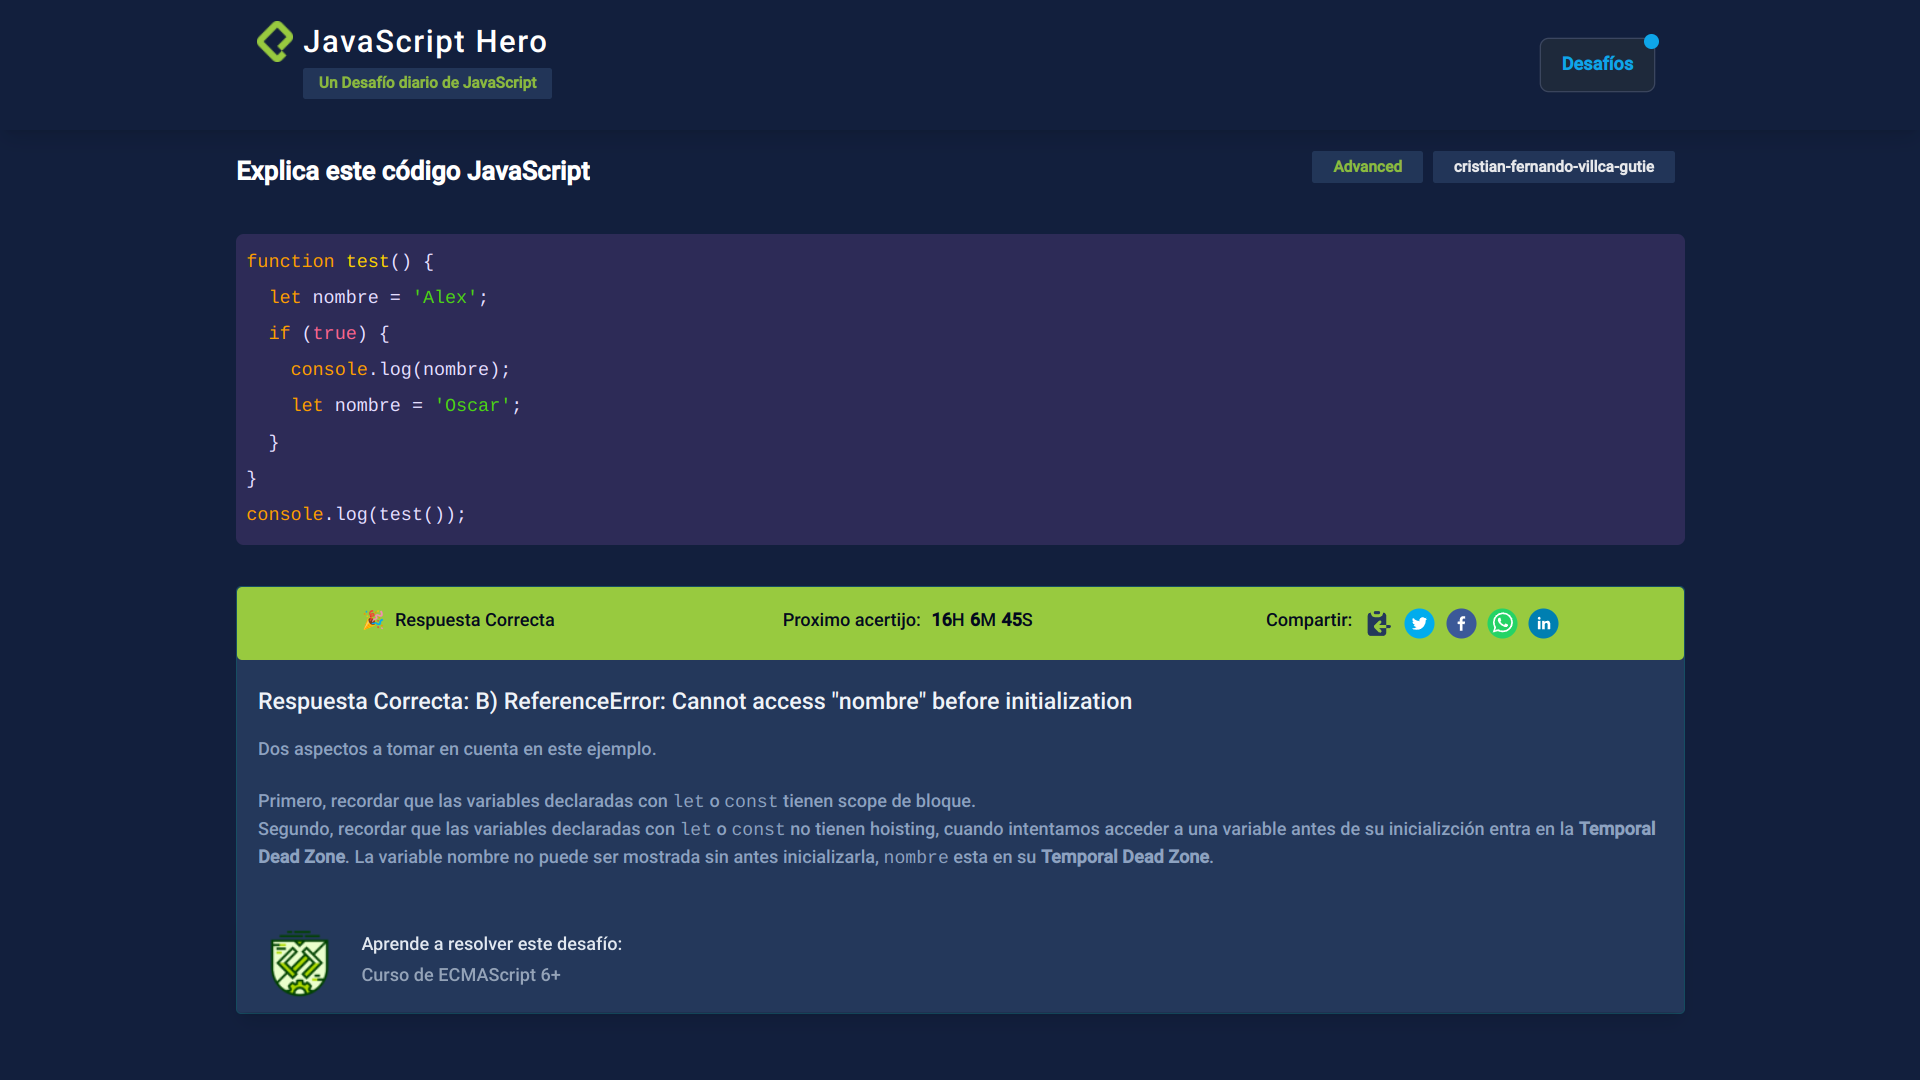 JavaScript Hero
Un Desafío diario de JavaScript
Desafíos
Explica este código JavaScript
Advanced
cristian-fernando-villca-gutie
function test() {
  let nombre = 'Alex';
  if (true) {
    console.log(nombre);
    let nombre = 'Oscar';
  }
}
console.log(test());
🎉 Respuesta Correcta
Proximo acertijo: 16H 6M 45S
Compartir:
Respuesta Correcta: B) ReferenceError: Cannot access "nombre" before initialization
Dos aspectos a tomar en cuenta en este ejemplo.
Primero, recordar que las variables declaradas con let o const tienen scope de bloque.
Segundo, recordar que las variables declaradas con let o const no tienen hoisting, cuando intentamos acceder a una variable antes de su inicializción entra en la Temporal
Dead Zone. La variable nombre no puede ser mostrada sin antes inicializarla, nombre esta en su Temporal Dead Zone.
Aprende a resolver este desafío:
Curso de ECMAScript 6+